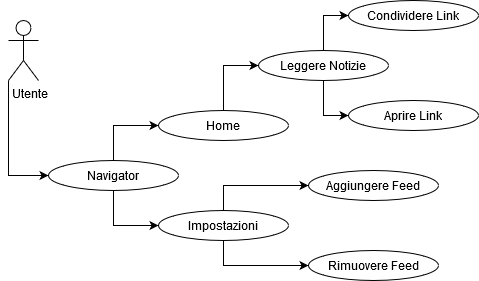 Condividere Link
Leggere Notizie
Utente
Home
Aprire Link
Navigator
Aggiungere Feed
Impostazioni
Rimuovere Feed